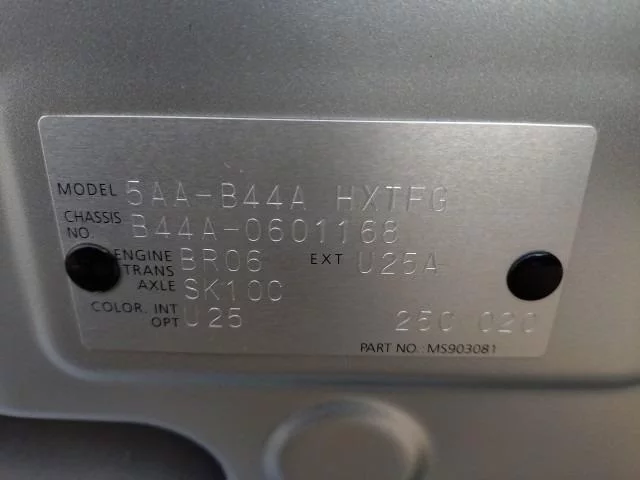 MODEL 5AA-B44A HXTFG
CHASSIS NO. B44A-0601168
ENGINE BR06 EXT U25A
TRANS AXLE SK10C
COLOR. INT U25
OPT 25C 02C
PART NO.: MS903081